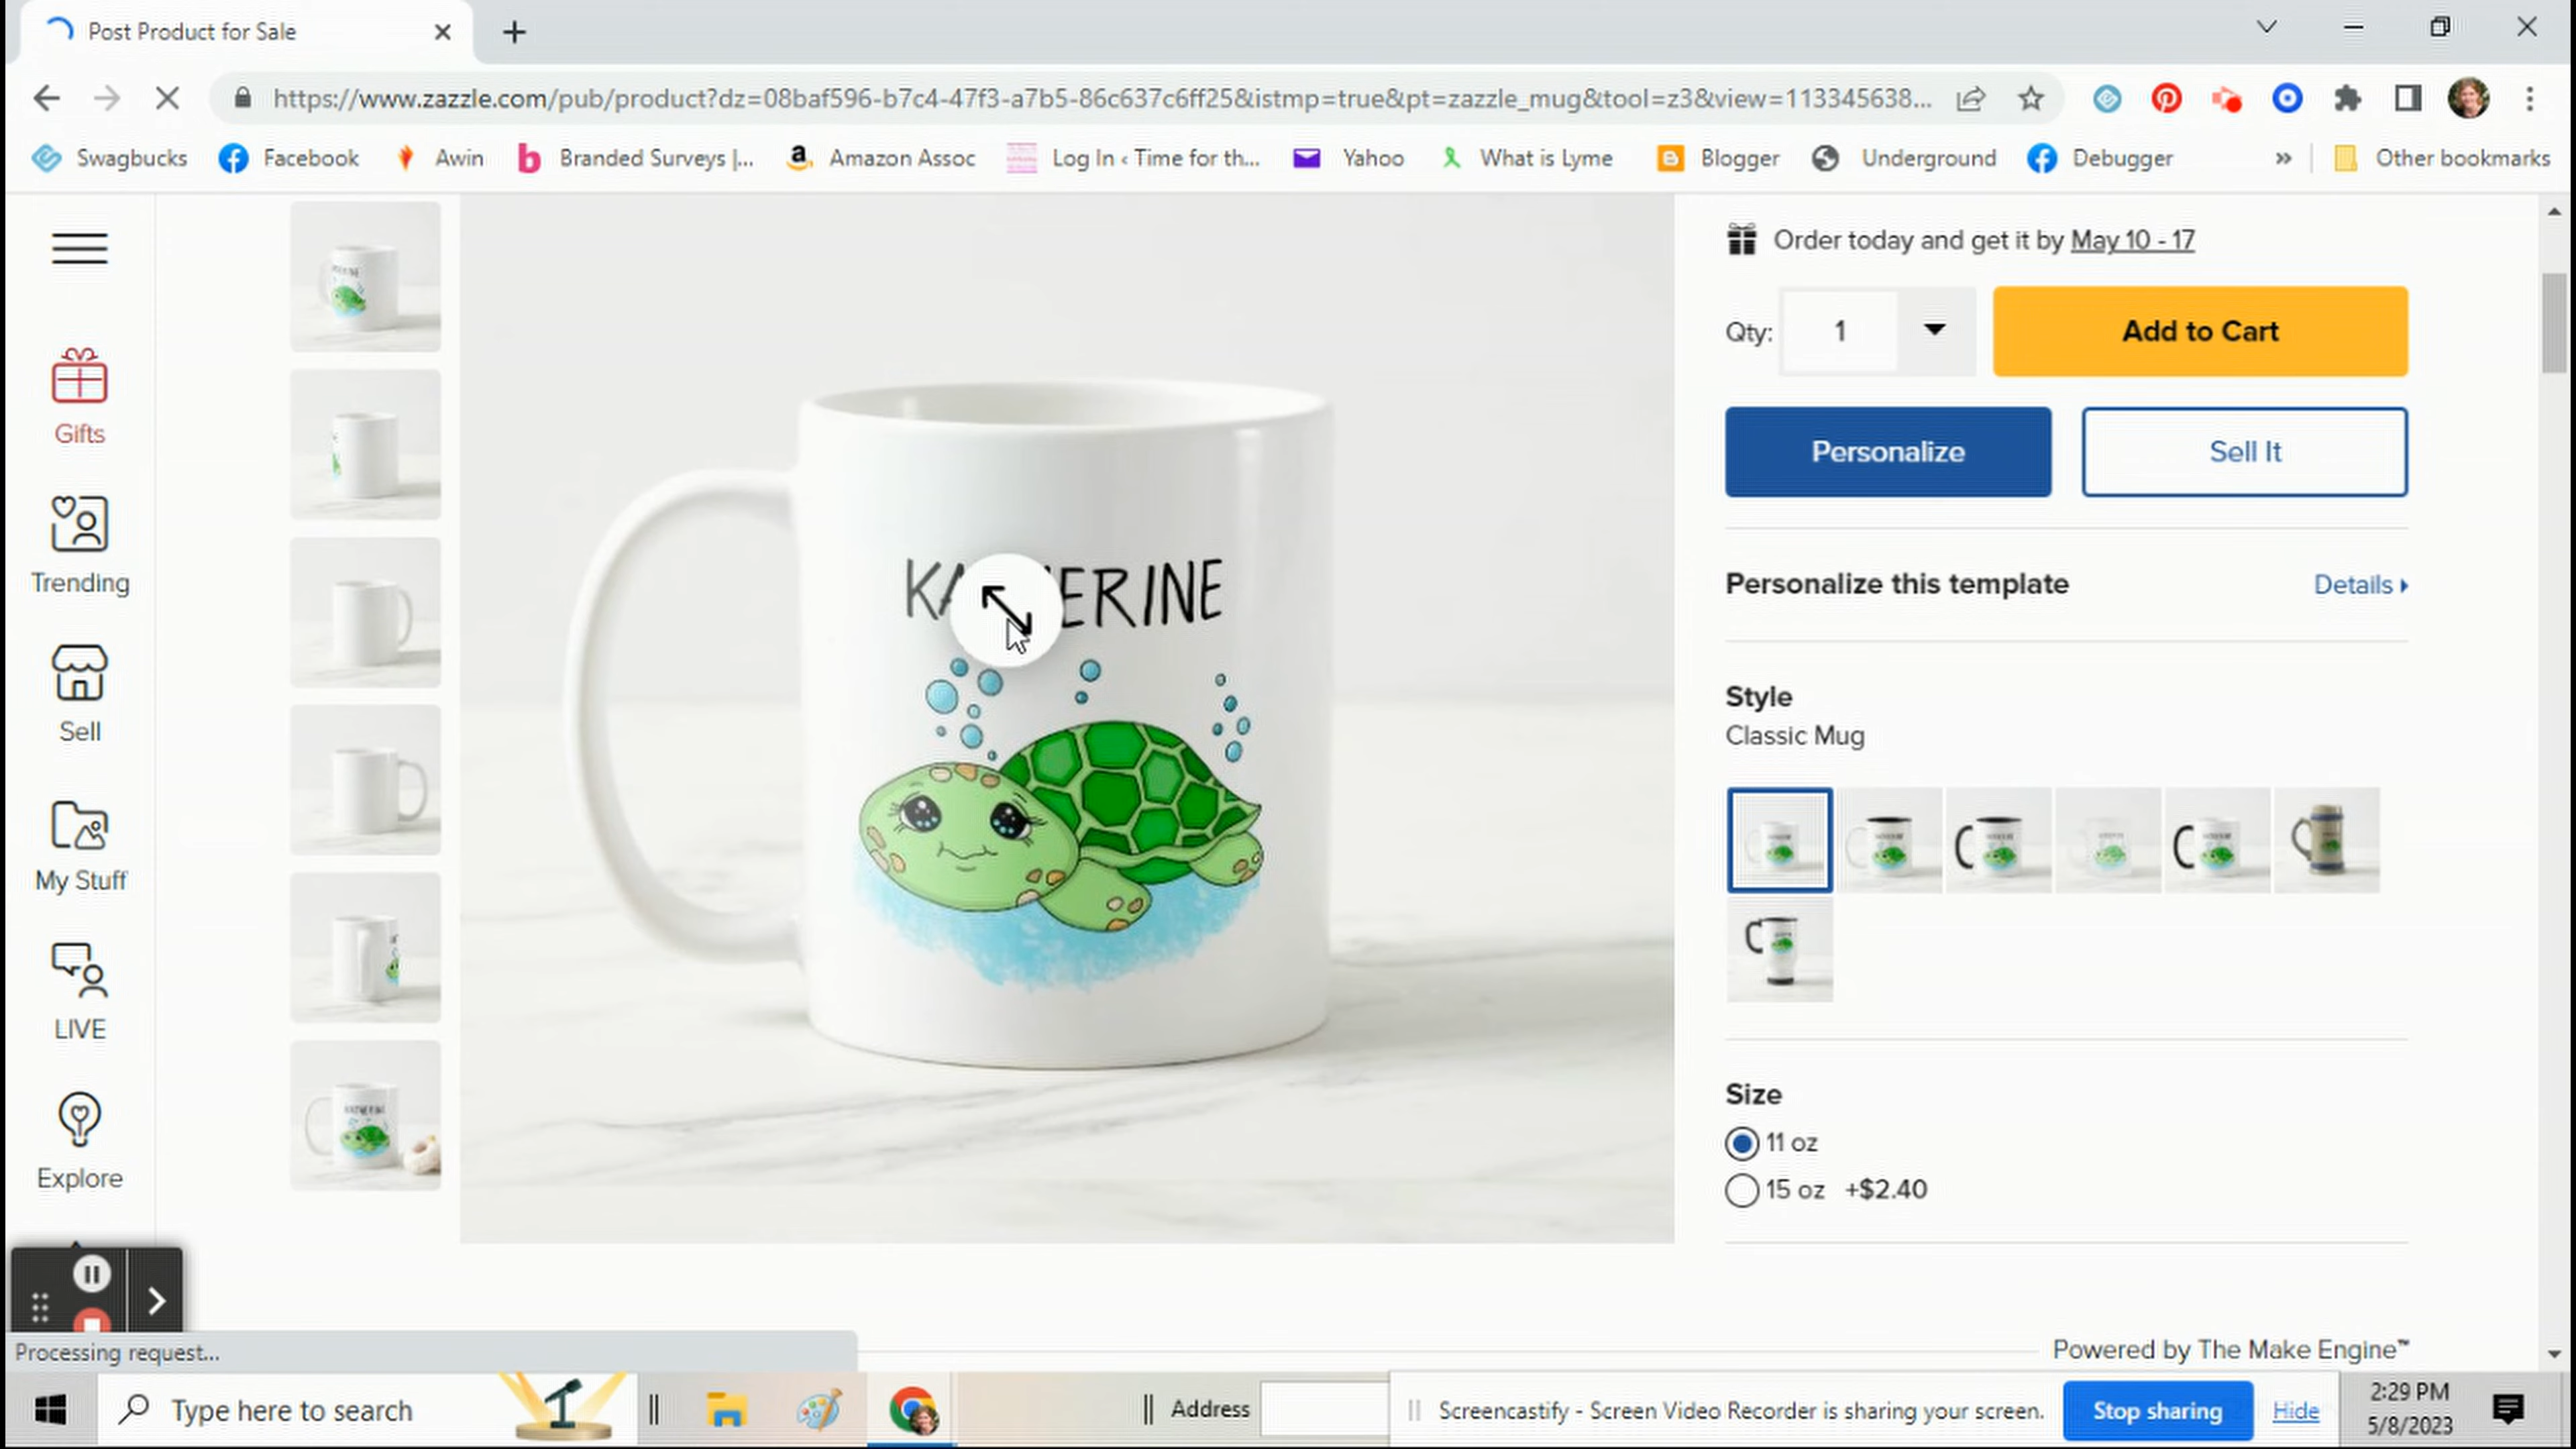 Post Product for Sale
https://www.zazzle.com/pub/product?dz=08baf596-b7c4-47f3-a7b5-86c637c6ff25&istmp=true&pt=zazzle_mug&tool=z3&view=113345638...
Swagbucks Facebook Awin Branded Surveys |... Amazon Assoc Log In ‹ Time for th... Yahoo What is Lyme Blogger Underground Debugger » Other bookmarks
Order today and get it by May 10 - 17
Qty: 1 Add to Cart
Gifts
Personalize Sell It
Trending
Personalize this template Details
KA ERINE
Style
Sell
Classic Mug
My Stuff
LIVE
Size
11 oz
Explore
15 oz +$2.40
Processing request...
Powered by The Make Engine™
Type here to search
Address
Screencastify - Screen Video Recorder is sharing your screen.
Stop sharing
Hide
2:29 PM
5/8/2023